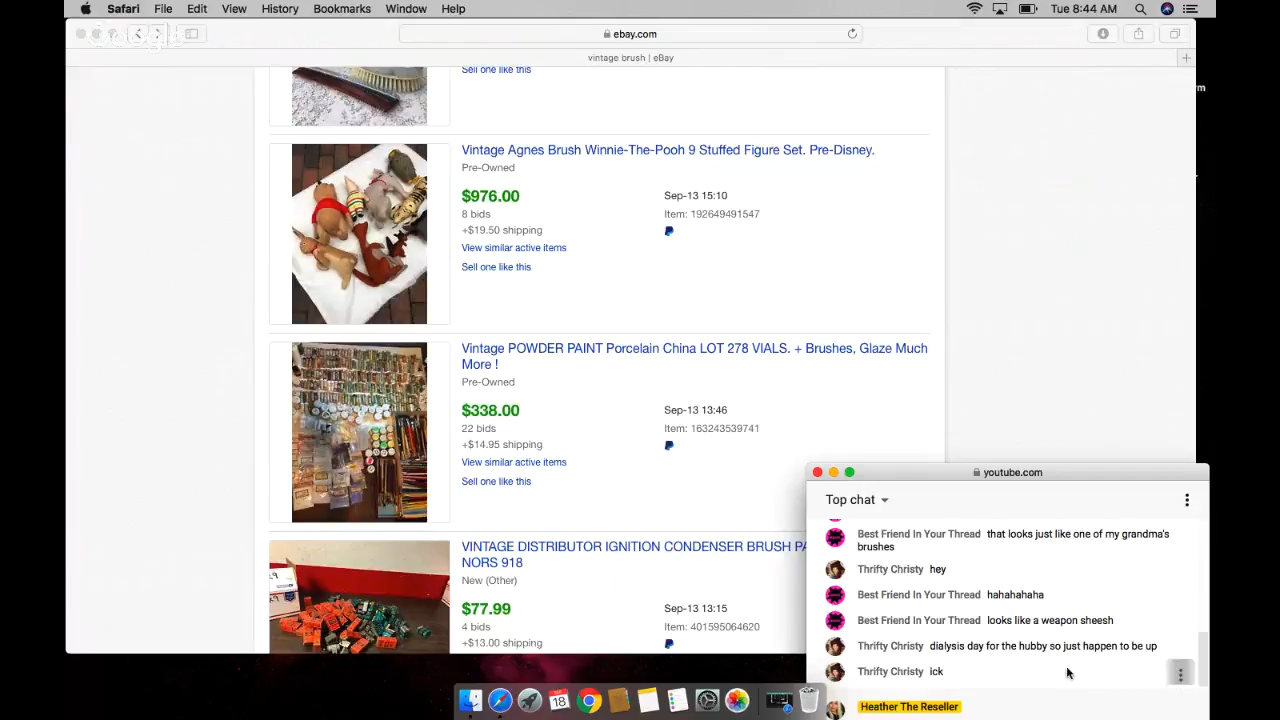 Safari File Edit View History Bookmarks Window Help Tue 8:44 AM
Google
ebay.com
vintage brush | eBay
Sell one like this
Vintage Agnes Brush Winnie-The-Pooh 9 Stuffed Figure Set. Pre-Disney.
Pre-Owned
$976.00 Sep-13 15:10
8 bids Item: 192649491547
+$19.50 shipping
View similar active items
Sell one like this
Vintage POWDER PAINT Porcelain China LOT 278 VIALS. + Brushes, Glaze Much
More !
Pre-Owned
$338.00 Sep-13 13:46
22 bids Item: 163243539741
+$14.95 shipping
View similar active items
Sell one like this
VINTAGE DISTRIBUTOR IGNITION CONDENSER BRUSH
NORS 918
New (Other)
$77.99 Sep-13 13:15
4 bids Item: 401595064620
+$13.00 shipping
youtube.com
Top chat
Best Friend In Your Thread that looks just like one of my grandma's
brushes
Thrifty Christy hey
Best Friend In Your Thread hahahahaha
Best Friend In Your Thread looks like a weapon sheesh
Thrifty Christy dialysis day for the hubby so just happen to be up
Thrifty Christy ick
Heather The Reseller
18